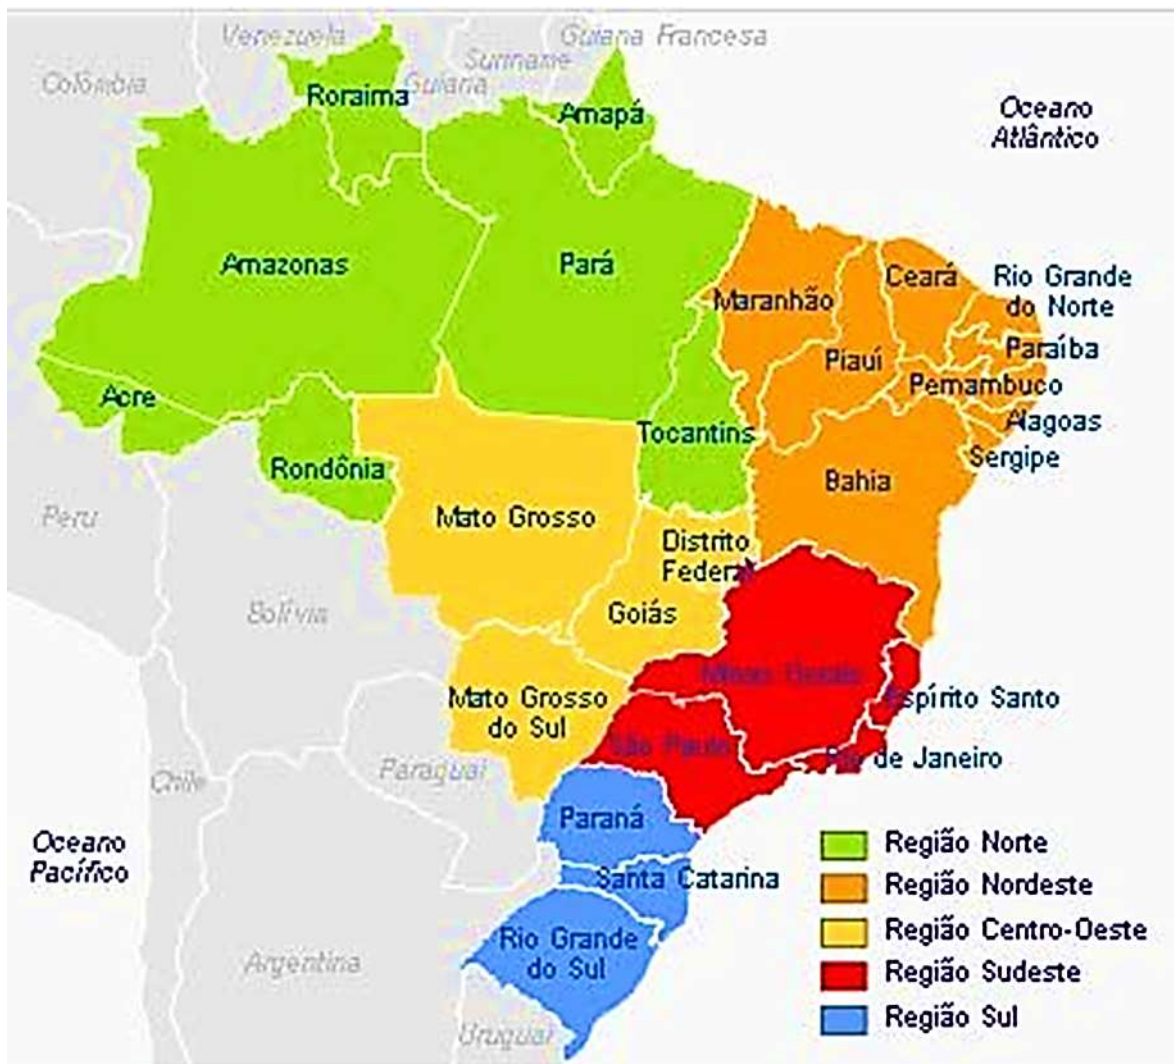 Venezuela
Suriname
Guiana Francesa
Colômbia
Guiana
Roraima
Amapá
Oceano
Atlântico
Amazonas
Pará
Maranhão
Ceará
Rio Grande
do Norte
Piauí
Paraíba
Pernambuco
Acre
Alagoas
Tocantins
Sergipe
Rondônia
Bahia
Peru
Mato Grosso
Distrito
Federal
Bolívia
Goiás
Minas Gerais
Espírito Santo
Mato Grosso
do Sul
São Paulo
Rio de Janeiro
Paraguai
Chile
Paraná
Oceano
Pacífico
Santa Catarina
Rio Grande
do Sul
Argentina
Uruguai
Região Norte
Região Nordeste
Região Centro-Oeste
Região Sudeste
Região Sul